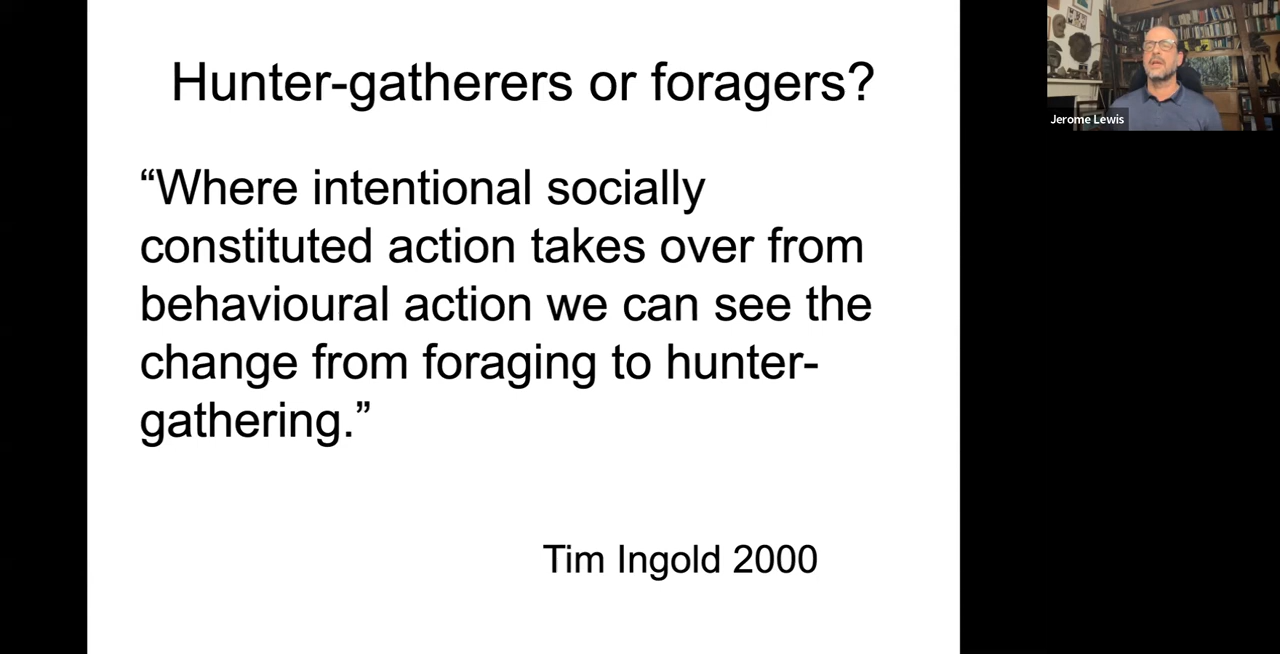 Hunter-gatherers or foragers?
“Where intentional socially
constituted action takes over from
behavioural action we can see the
change from foraging to hunter-
gathering.”
Tim Ingold 2000
Jerome Lewis